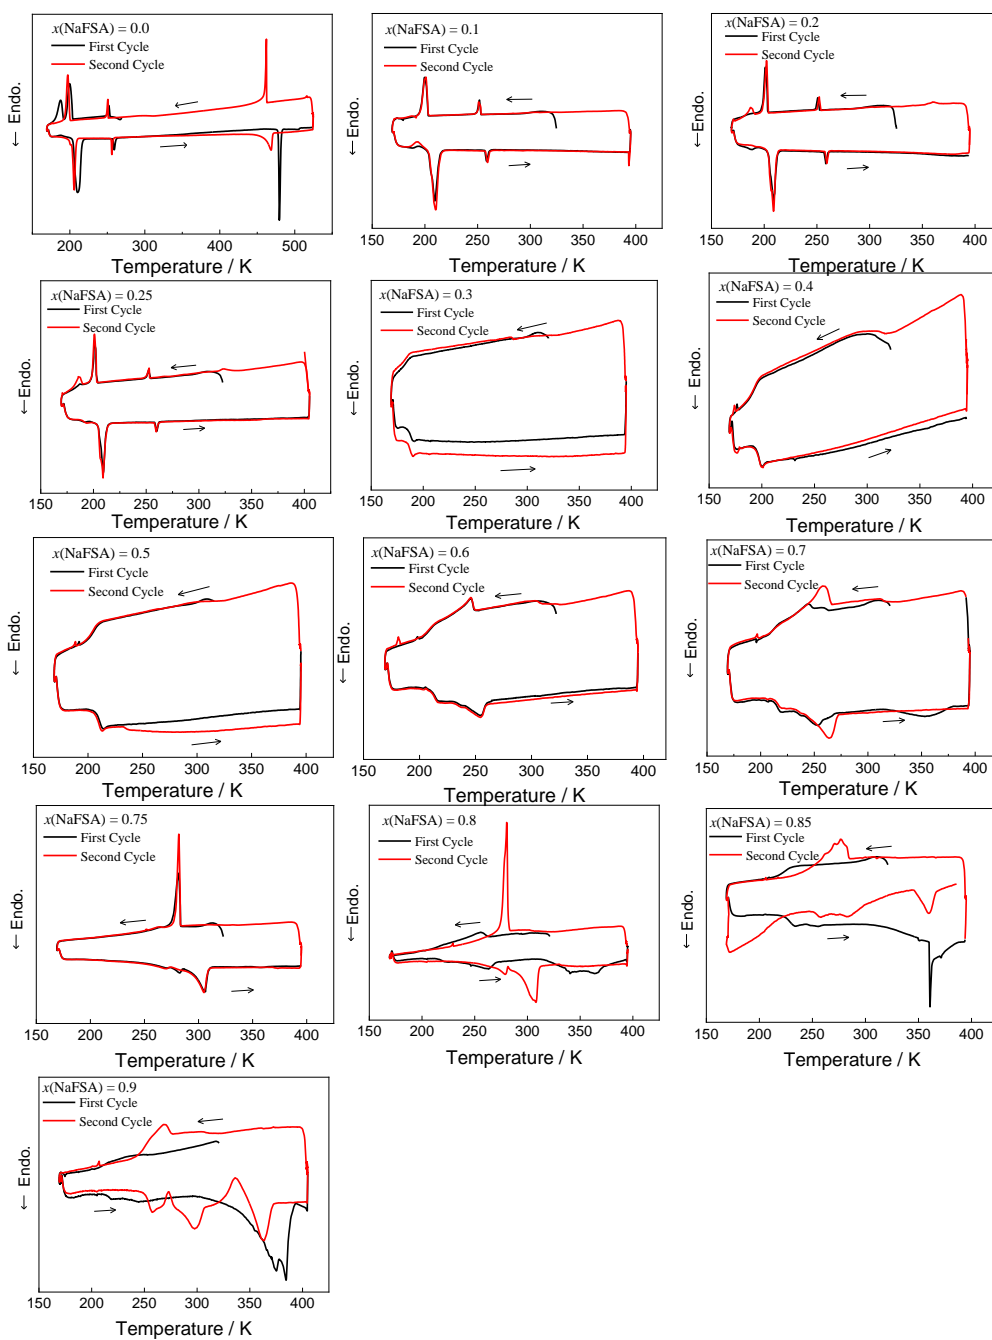 x(NaFSA) = 0.0
First Cycle
Second Cycle
← Endo.
200 300 400 500
Temperature / K
x(NaFSA) = 0.1
First Cycle
Second Cycle
← Endo.
150 200 250 300 350 400
Temperature / K
x(NaFSA) = 0.2
First Cycle
Second Cycle
← Endo.
150 200 250 300 350 400
Temperature / K
x(NaFSA) = 0.25
First Cycle
Second Cycle
← Endo.
150 200 250 300 350 400
Temperature / K
x(NaFSA) = 0.3
First Cycle
Second Cycle
← Endo.
150 200 250 300 350 400
Temperature / K
x(NaFSA) = 0.4
First Cycle
Second Cycle
← Endo.
150 200 250 300 350 400
Temperature / K
x(NaFSA) = 0.5
First Cycle
Second Cycle
← Endo.
150 200 250 300 350 400
Temperature / K
x(NaFSA) = 0.6
First Cycle
Second Cycle
← Endo.
150 200 250 300 350 400
Temperature / K
x(NaFSA) = 0.7
First Cycle
Second Cycle
← Endo.
150 200 250 300 350 400
Temperature / K
x(NaFSA) = 0.75
First Cycle
Second Cycle
← Endo.
150 200 250 300 350 400
Temperature / K
x(NaFSA) = 0.8
First Cycle
Second Cycle
← Endo.
150 200 250 300 350 400
Temperature / K
x(NaFSA) = 0.85
First Cycle
Second Cycle
← Endo.
150 200 250 300 350 400
Temperature / K
x(NaFSA) = 0.9
First Cycle
Second Cycle
← Endo.
150 200 250 300 350 400
Temperature / K